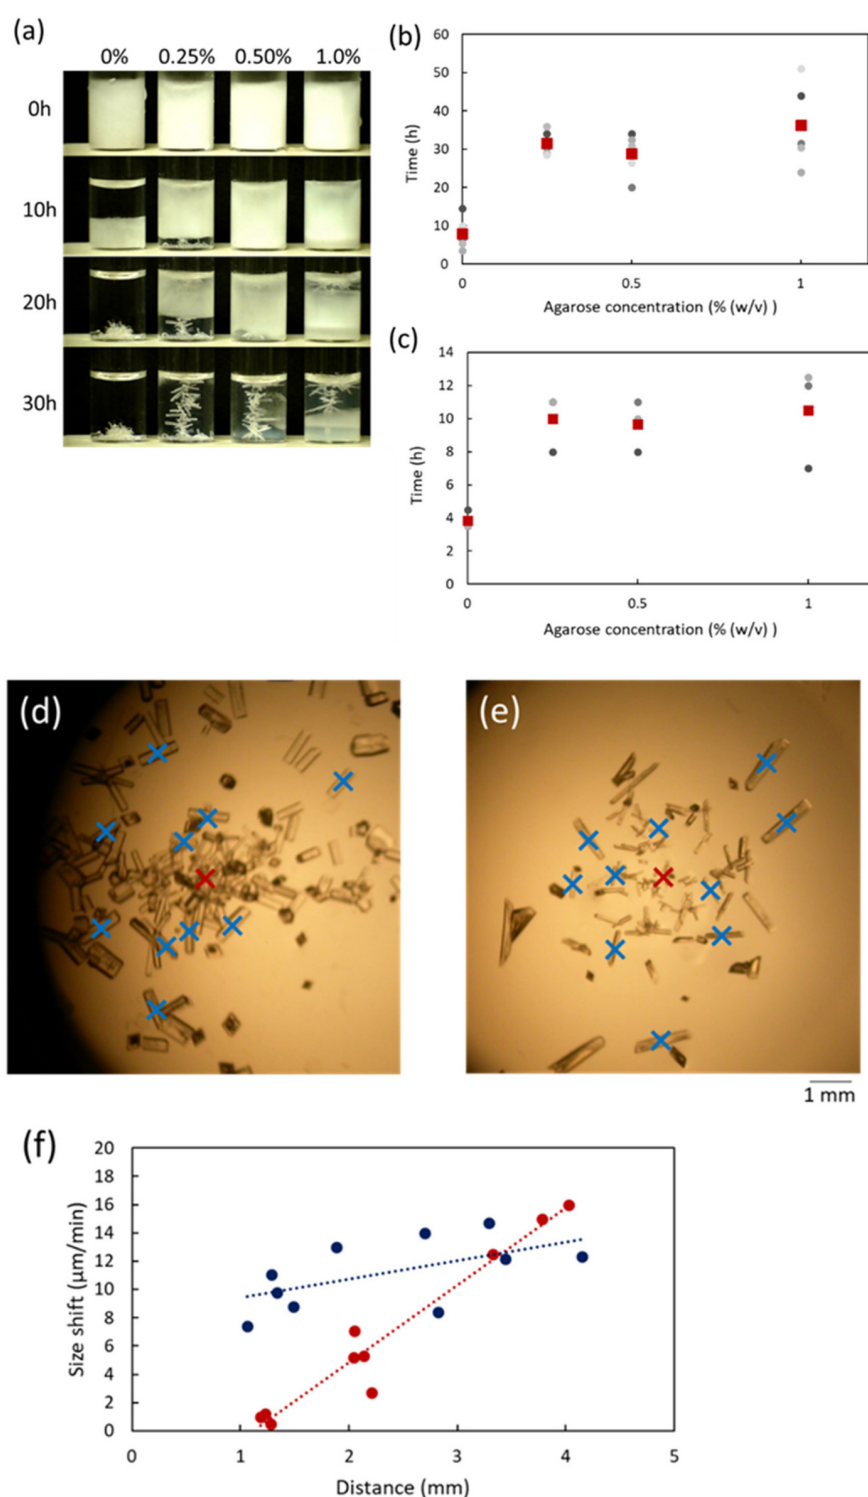 (a)
0% 0.25% 0.50% 1.0%
0h
10h
20h
30h
(b)
60
50
40
30
20
10
0
Time (h)
0 0.5 1
Agarose concentration (% (w/v) )
(c)
14
12
10
8
6
4
2
0
Time (h)
0 0.5 1
Agarose concentration (% (w/v) )
(d)
(e)
1 mm
(f)
20
18
16
14
12
10
8
6
4
2
0
Size shift (μm/min)
0 1 2 3 4 5
Distance (mm)